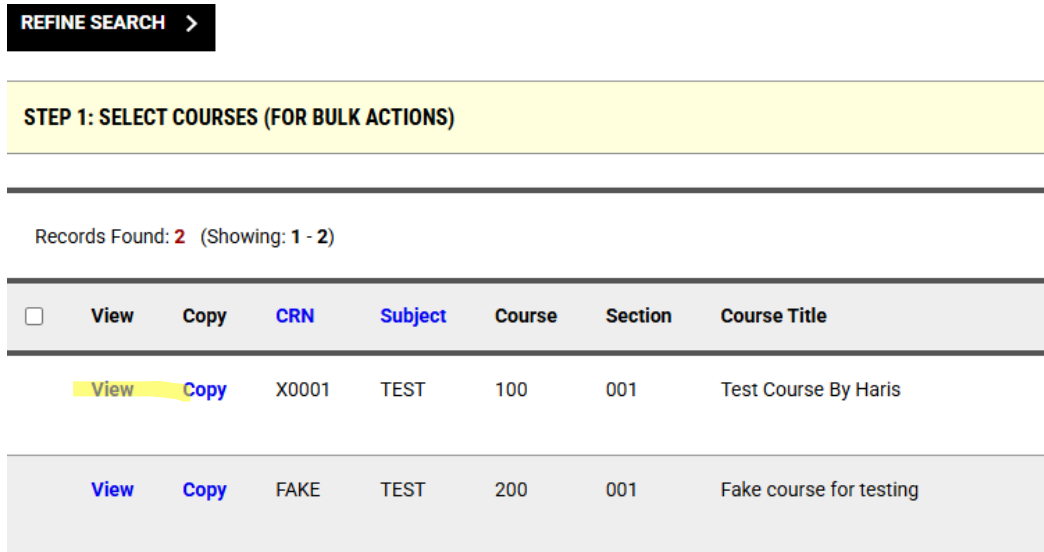 REFINE SEARCH >
STEP 1: SELECT COURSES (FOR BULK ACTIONS)
Records Found: 2 (Showing: 1 - 2)
View Copy CRN Subject Course Section Course Title
View Copy X0001 TEST 100 001 Test Course By Haris
View Copy FAKE TEST 200 001 Fake course for testing